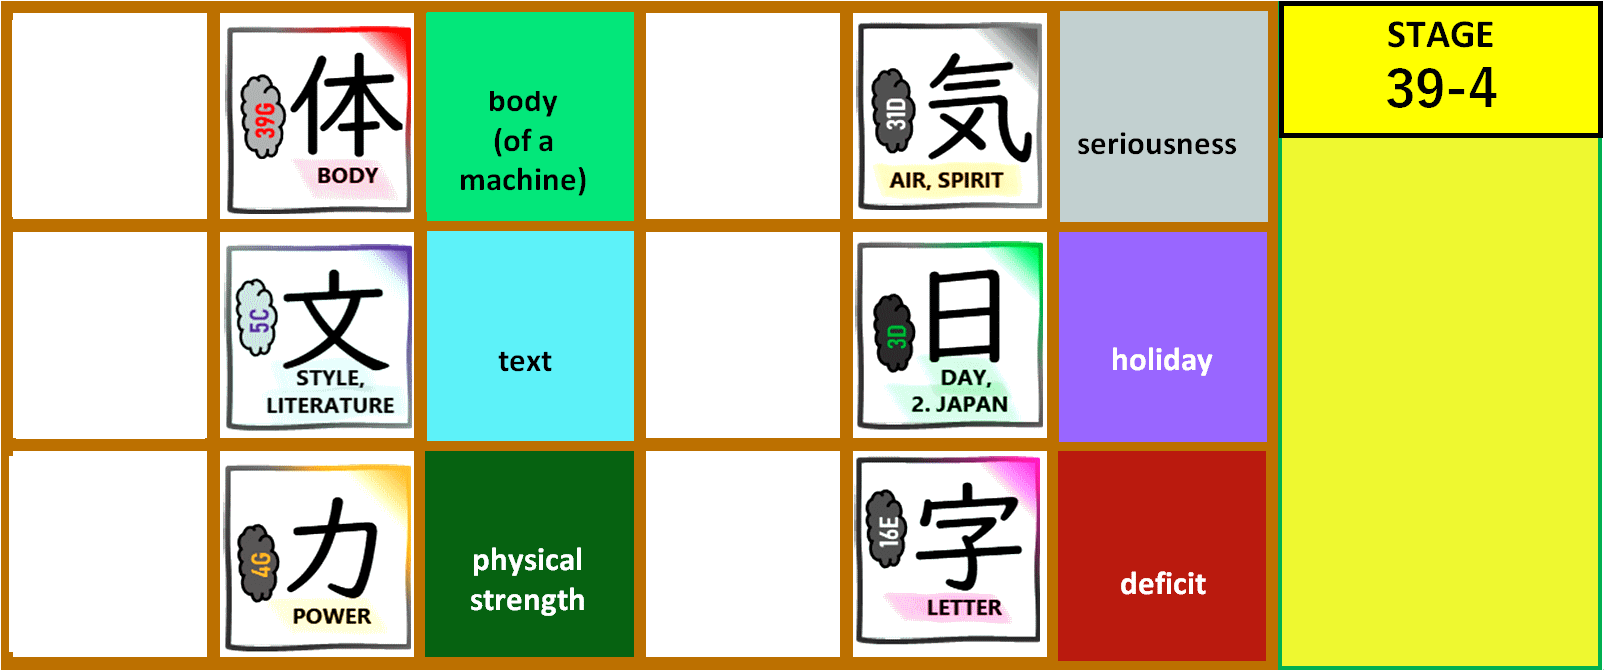 体
39G
BODY
body
(of a
machine)
気
31D
AIR, SPIRIT
seriousness
STAGE
39-4
文
5C
STYLE,
LITERATURE
text
日
3D
DAY,
2. JAPAN
holiday
力
4G
POWER
physical
strength
字
16E
LETTER
deficit